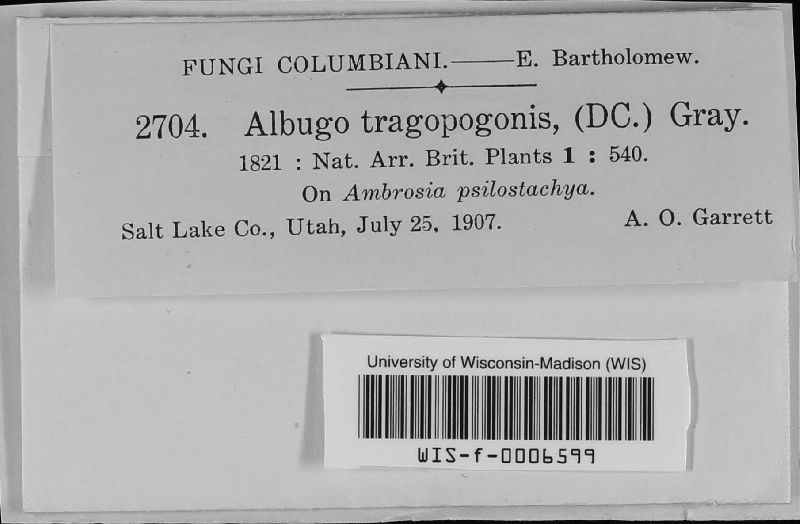 FUNGI COLUMBIANI.——E. Bartholomew.
2704. Albugo tragopogonis, (DC.) Gray.
1821 : Nat. Arr. Brit. Plants 1 : 540.
On Ambrosia psilostachya.
Salt Lake Co., Utah, July 25, 1907. A. O. Garrett
University of Wisconsin-Madison (WIS)
WIS-f-0006599